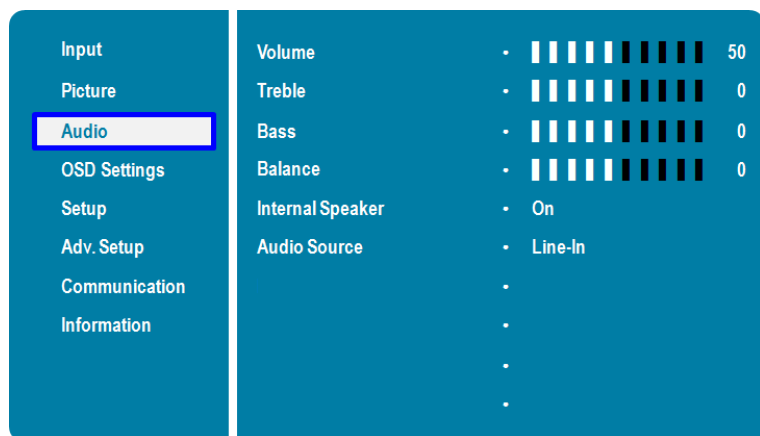 Input
Picture
Audio
OSD Settings
Setup
Adv. Setup
Communication
Information
Volume 50
Treble 0
Bass 0
Balance 0
Internal Speaker On
Audio Source Line-In